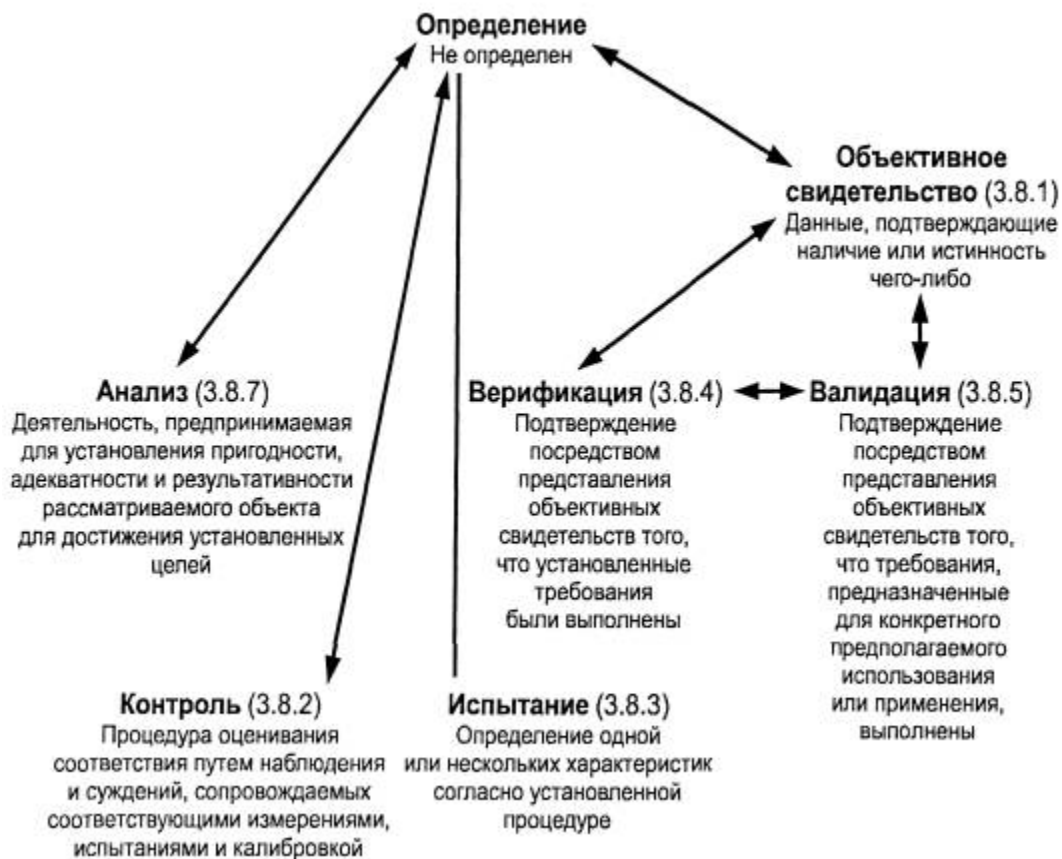 Определение
Не определен
Объективное
свидетельство (3.8.1)
Данные, подтверждающие
наличие или истинность
чего-либо
Анализ (3.8.7)
Деятельность, предпринимаемая
для установления пригодности,
адекватности и результативности
рассматриваемого объекта
для достижения установленных
целей
Верификация (3.8.4)
Подтверждение
посредством
представления
объективных
свидетельств того,
что установленные
требования
были выполнены
Валидация (3.8.5)
Подтверждение
посредством
представления
объективных
свидетельств того,
что требования,
предназначенные
для конкретного
предполагаемого
использования
или применения,
выполнены
Контроль (3.8.2)
Процедура оценивания
соответствия путем наблюдения
и суждений, сопровождаемых
соответствующими измерениями,
испытаниями и калибровкой
Испытание (3.8.3)
Определение одной
или нескольких характеристик
согласно установленной
процедуре